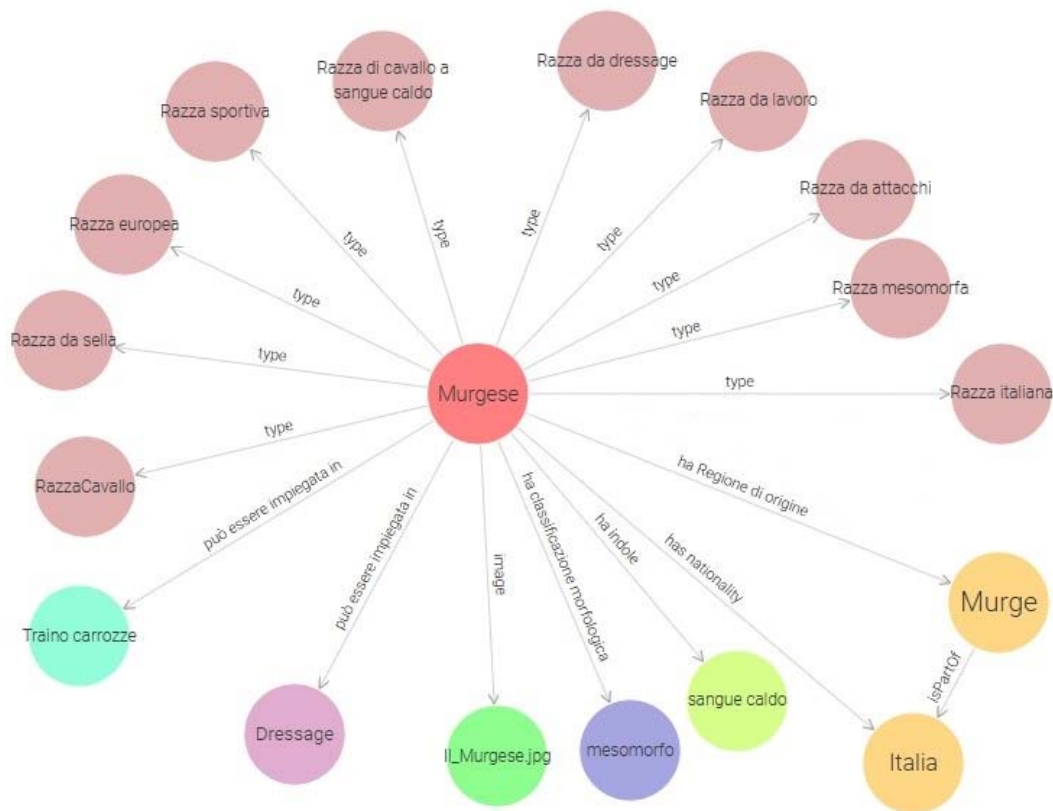 Razza da dressage
Razza di cavallo a
sangue caldo
Razza da lavoro
Razza sportiva
Razza da attacchi
Razza europea
Razza mesomorfa
Razza da sella
Razza italiana
RazzaCavallo
Murgese
type
type
type
type
type
type
type
type
type
type
può essere impiegata in
può essere impiegata in
image
ha classificazione morfologica
ha indole
has nationality
ha Regione di origine
isPartOf
Murge
Traino carrozze
Dressage
Il_Murgese.jpg
mesomorfo
sangue caldo
Italia